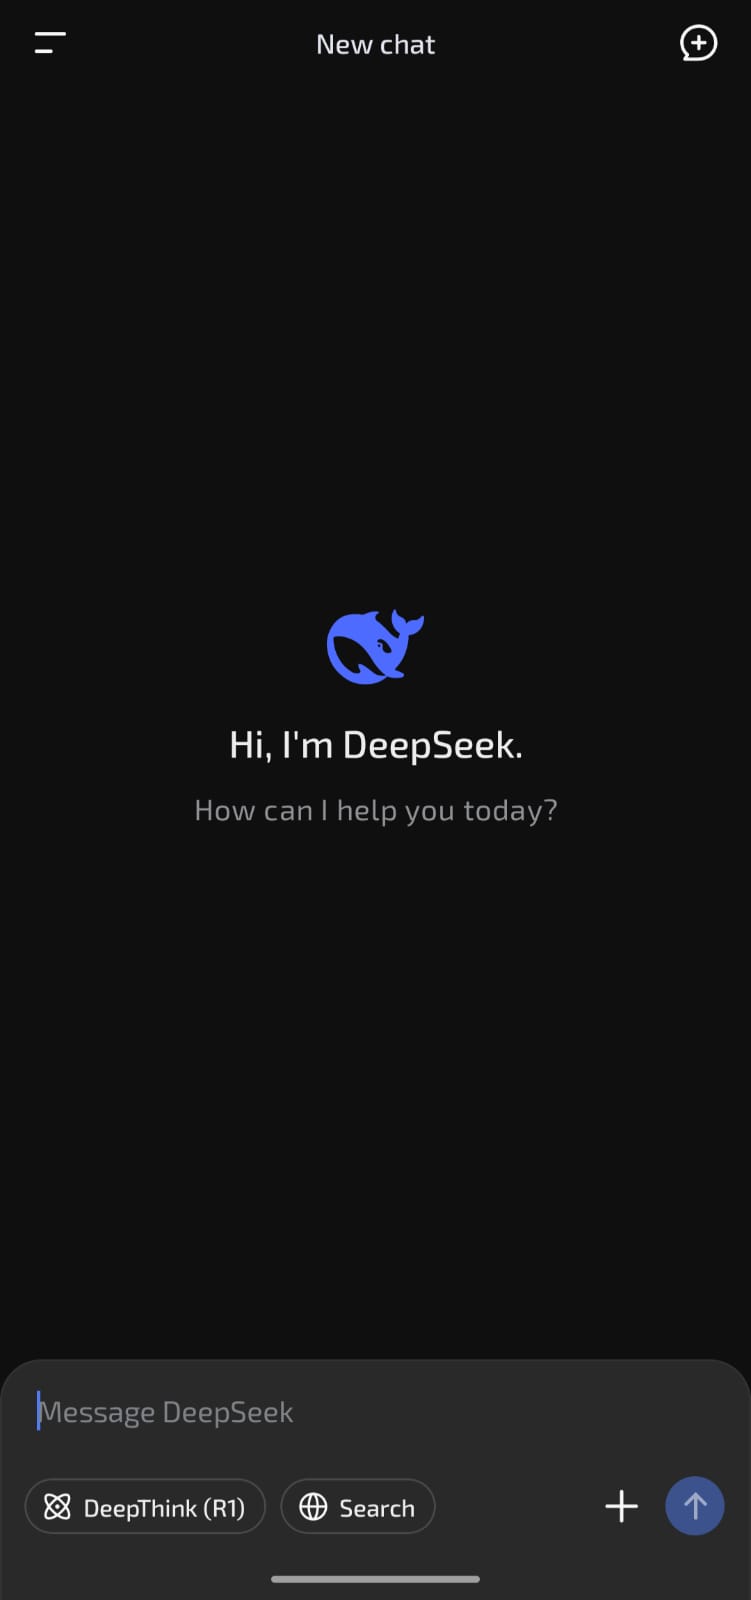 New chat
Hi, I'm DeepSeek.
How can I help you today?
Message DeepSeek
DeepThink (R1)
Search